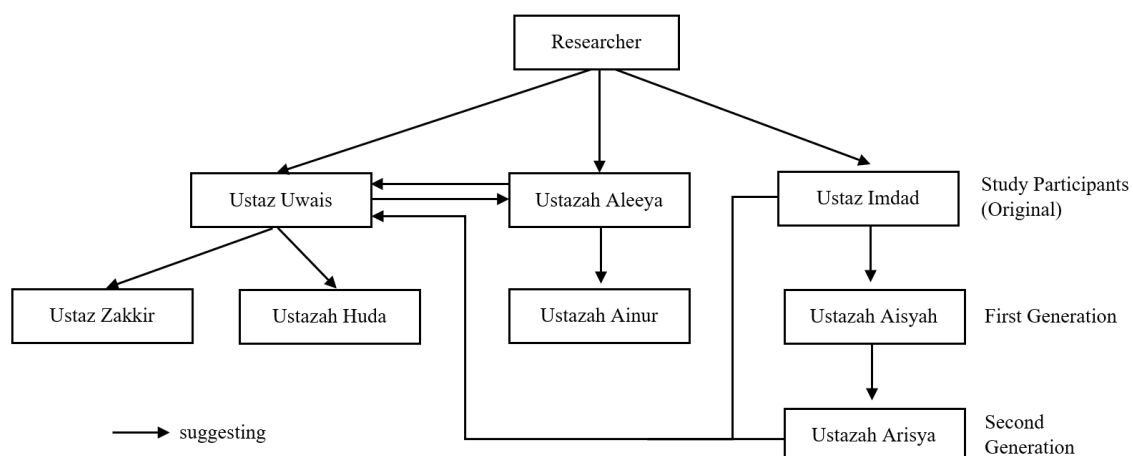 Researcher
Ustaz Uwais
Ustazah Aleeya
Ustaz Imdad
Study Participants
(Original)
Ustaz Zakkir
Ustazah Huda
Ustazah Ainur
Ustazah Aisyah
First Generation
suggesting
Ustazah Arisya
Second
Generation